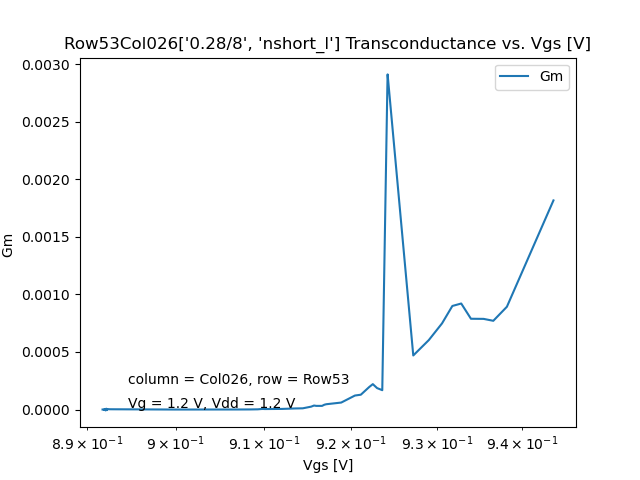 Row53Col026['0.28/8', 'nshort_l'] Transconductance vs. Vgs [V]
Gm
0.0030
0.0025
0.0020
0.0015
0.0010
0.0005
0.0000
Gm
column = Col026, row = Row53
Vg = 1.2 V, Vdd = 1.2 V
8.9 × 10⁻¹ 9 × 10⁻¹ 9.1 × 10⁻¹ 9.2 × 10⁻¹ 9.3 × 10⁻¹ 9.4 × 10⁻¹
Vgs [V]